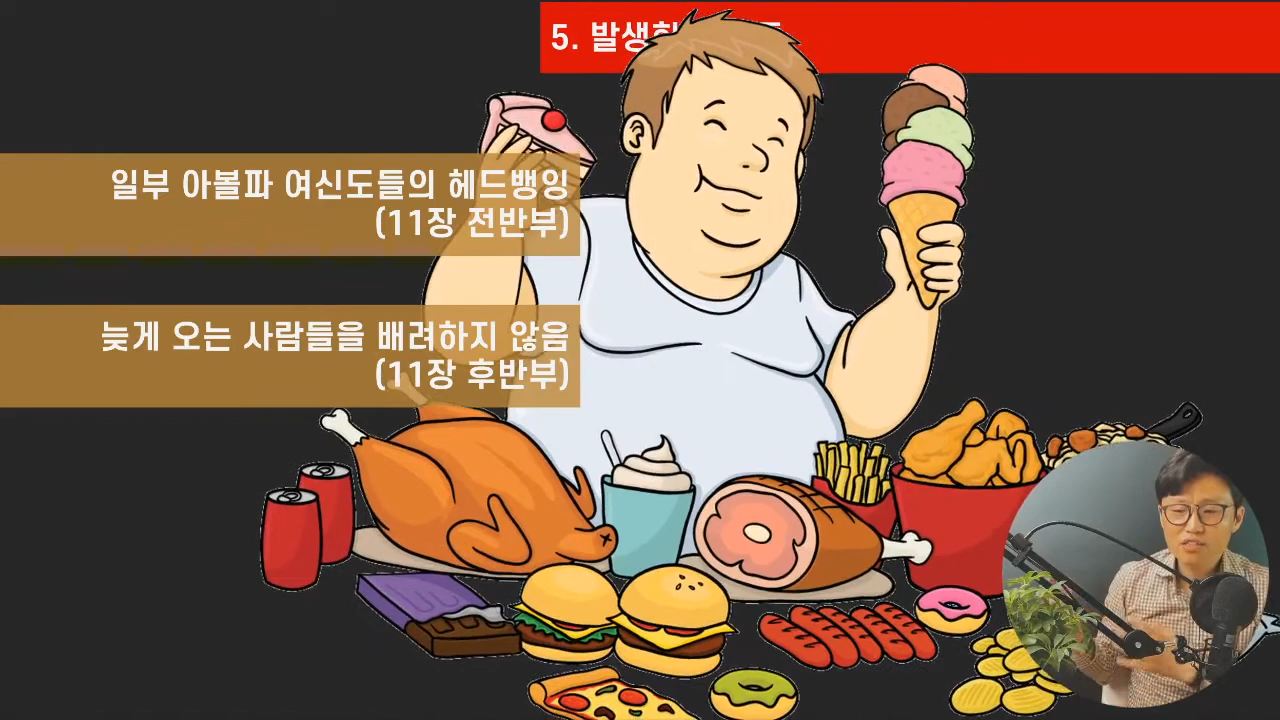 5. 발생한
일부 아볼파 여신도들의 헤드뱅잉
(11장 전반부)
늦게 오는 사람들을 배려하지 않음
(11장 후반부)